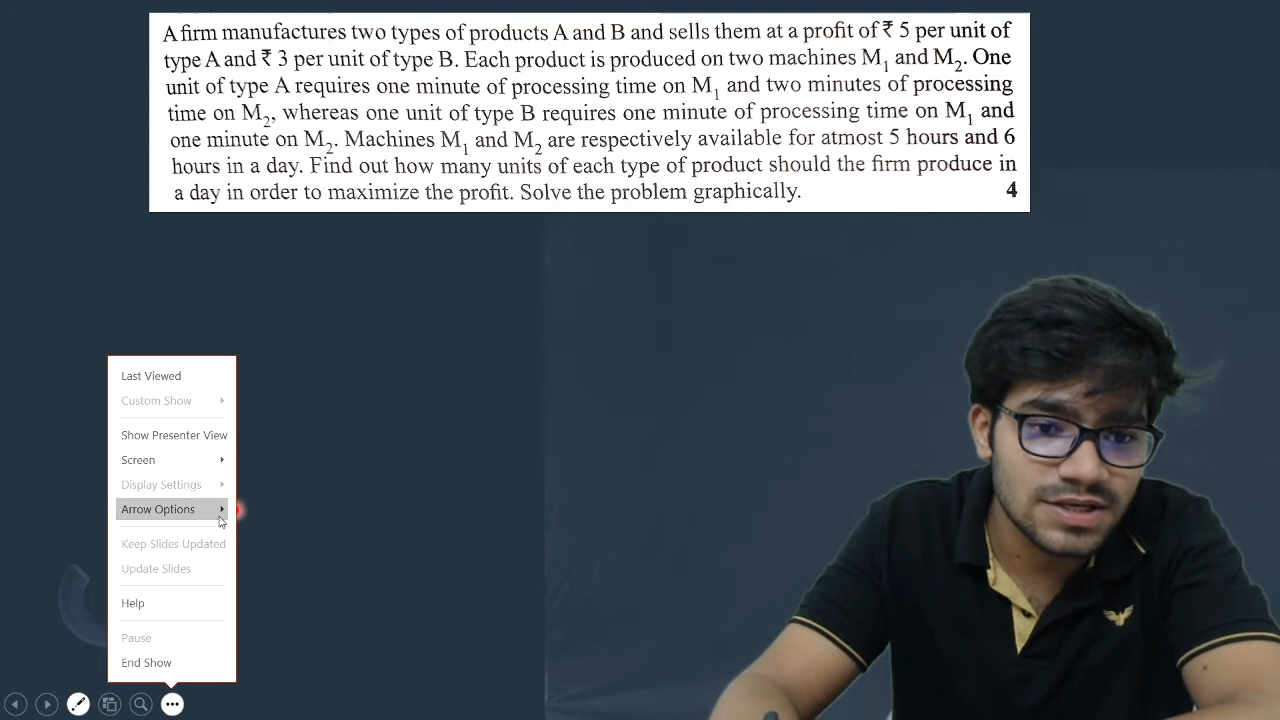 A firm manufactures two types of products A and B and sells them at a profit of ₹ 5 per unit of
type A and ₹ 3 per unit of type B. Each product is produced on two machines M₁ and M₂. One
unit of type A requires one minute of processing time on M₁ and two minutes of processing
time on M₂, whereas one unit of type B requires one minute of processing time on M₁ and
one minute on M₂. Machines M₁ and M₂ are respectively available for atmost 5 hours and 6
hours in a day. Find out how many units of each type of product should the firm produce in
a day in order to maximize the profit. Solve the problem graphically. 4
Last Viewed
Custom Show
Show Presenter View
Screen
Display Settings
Arrow Options
Keep Slides Updated
Update Slides
Help
Pause
End Show